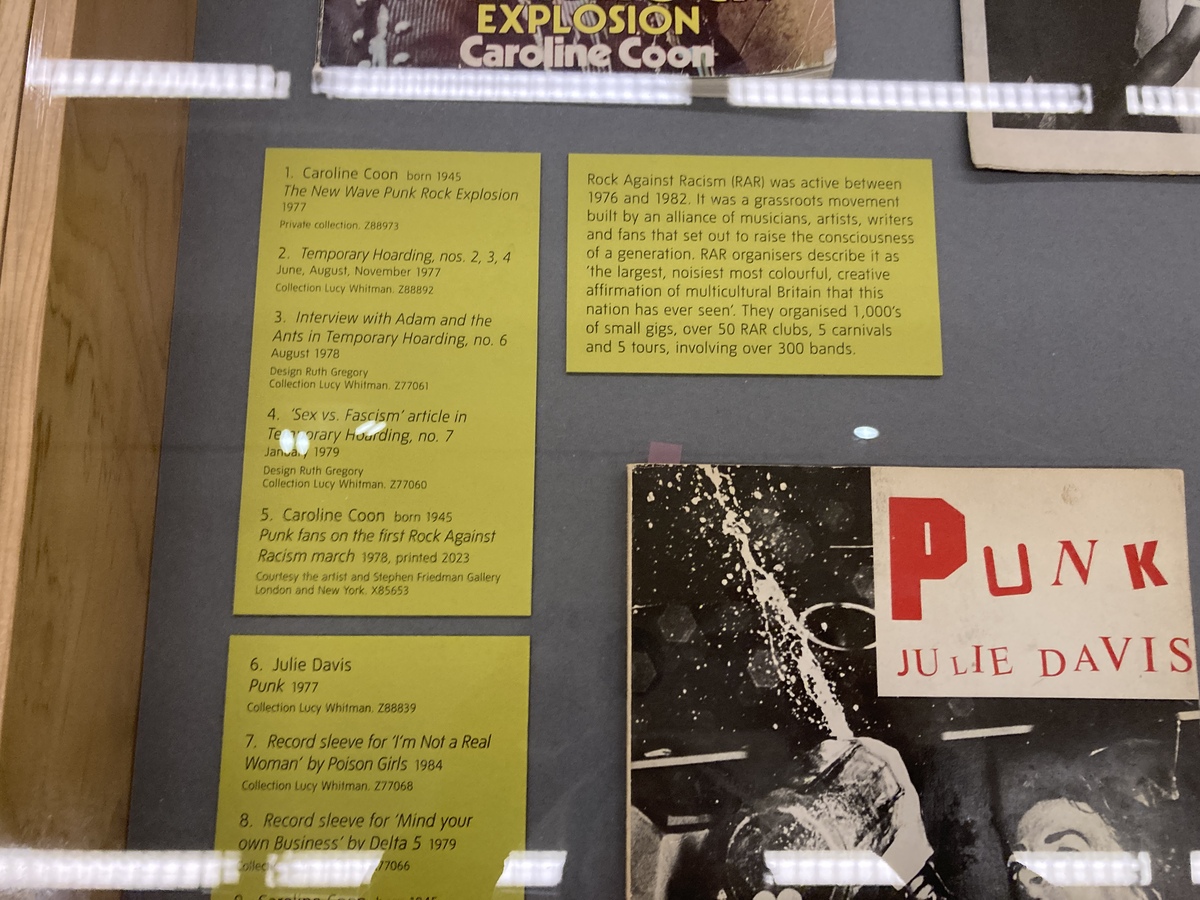 EXPLOSION
Caroline Coon
1. Caroline Coon born 1945
The New Wave Punk Rock Explosion
1977
Private collection. Z88973
2. Temporary Hoarding, nos. 2, 3, 4
June, August, November 1977
Collection Lucy Whitman. Z88892
3. Interview with Adam and the
Ants in Temporary Hoarding, no. 6
August 1978
Design Ruth Gregory
Collection Lucy Whitman. Z77061
4. 'Sex vs. Fascism' article in
Temporary Hoarding, no. 7
January 1979
Design Ruth Gregory
Collection Lucy Whitman. Z77060
5. Caroline Coon born 1945
Punk fans on the first Rock Against
Racism march 1978, printed 2023
Courtesy the artist and Stephen Friedman Gallery
London and New York. X85653
6. Julie Davis
Punk 1977
Collection Lucy Whitman. Z88839
7. Record sleeve for 'I'm Not a Real
Woman' by Poison Girls 1984
Collection Lucy Whitman. Z77068
8. Record sleeve for 'Mind your
own Business' by Delta 5 1979
77066
Rock Against Racism (RAR) was active between
1976 and 1982. It was a grassroots movement
built by an alliance of musicians, artists, writers
and fans that set out to raise the consciousness
of a generation. RAR organisers describe it as
'the largest, noisiest most colourful, creative
affirmation of multicultural Britain that this
nation has ever seen'. They organised 1,000's
of small gigs, over 50 RAR clubs, 5 carnivals
and 5 tours, involving over 300 bands.
PUNK
JULIE DAVIS